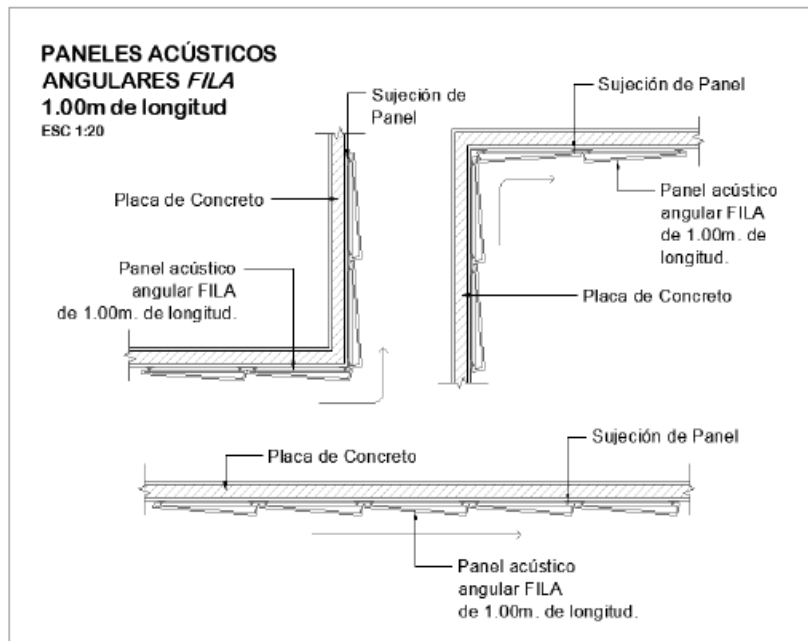 PANELES ACÚSTICOS
ANGULARES FILA
1.00m de longitud
ESC 1:20
Sujeción de
Panel
Placa de Concreto
Panel acústico
angular FILA
de 1.00m. de longitud.
Sujeción de Panel
Panel acústico
angular FILA
de 1.00m. de
longitud.
Placa de Concreto
Placa de Concreto
Sujeción de Panel
Panel acústico
angular FILA
de 1.00m. de longitud.